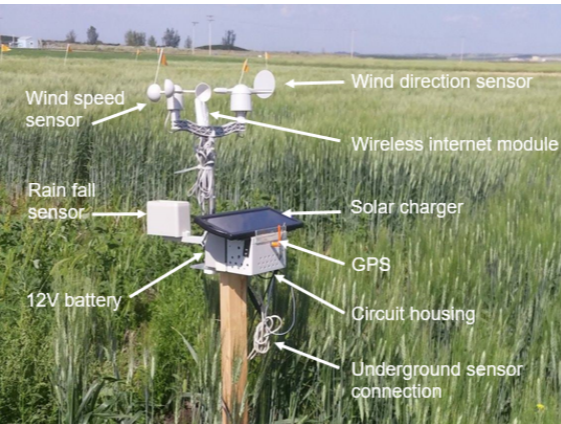 Wind direction sensor
Wind speed
sensor
Wireless internet module
Rain fall
sensor
Solar charger
GPS
12V battery
Circuit housing
Underground sensor
connection